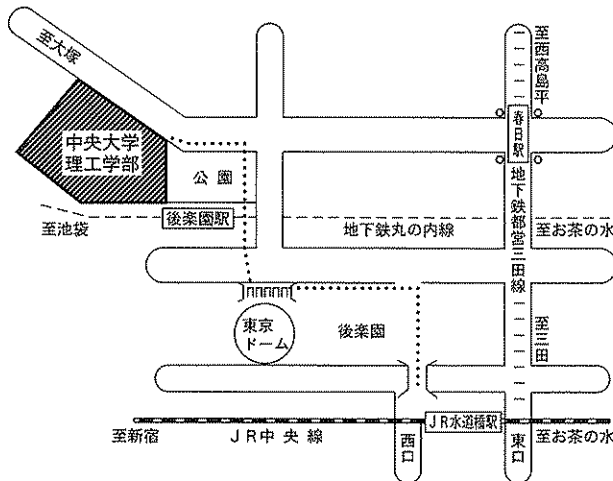 至大塚
至西高島平
中央大学
理工学部
春日駅
公園
後楽園駅
至池袋
地下鉄丸の内線
地下鉄都営三田線
至お茶の水
東京
ドーム
後楽園
至三田
JR水道橋駅
至新宿
JR中央線
西口
東口
至お茶の水